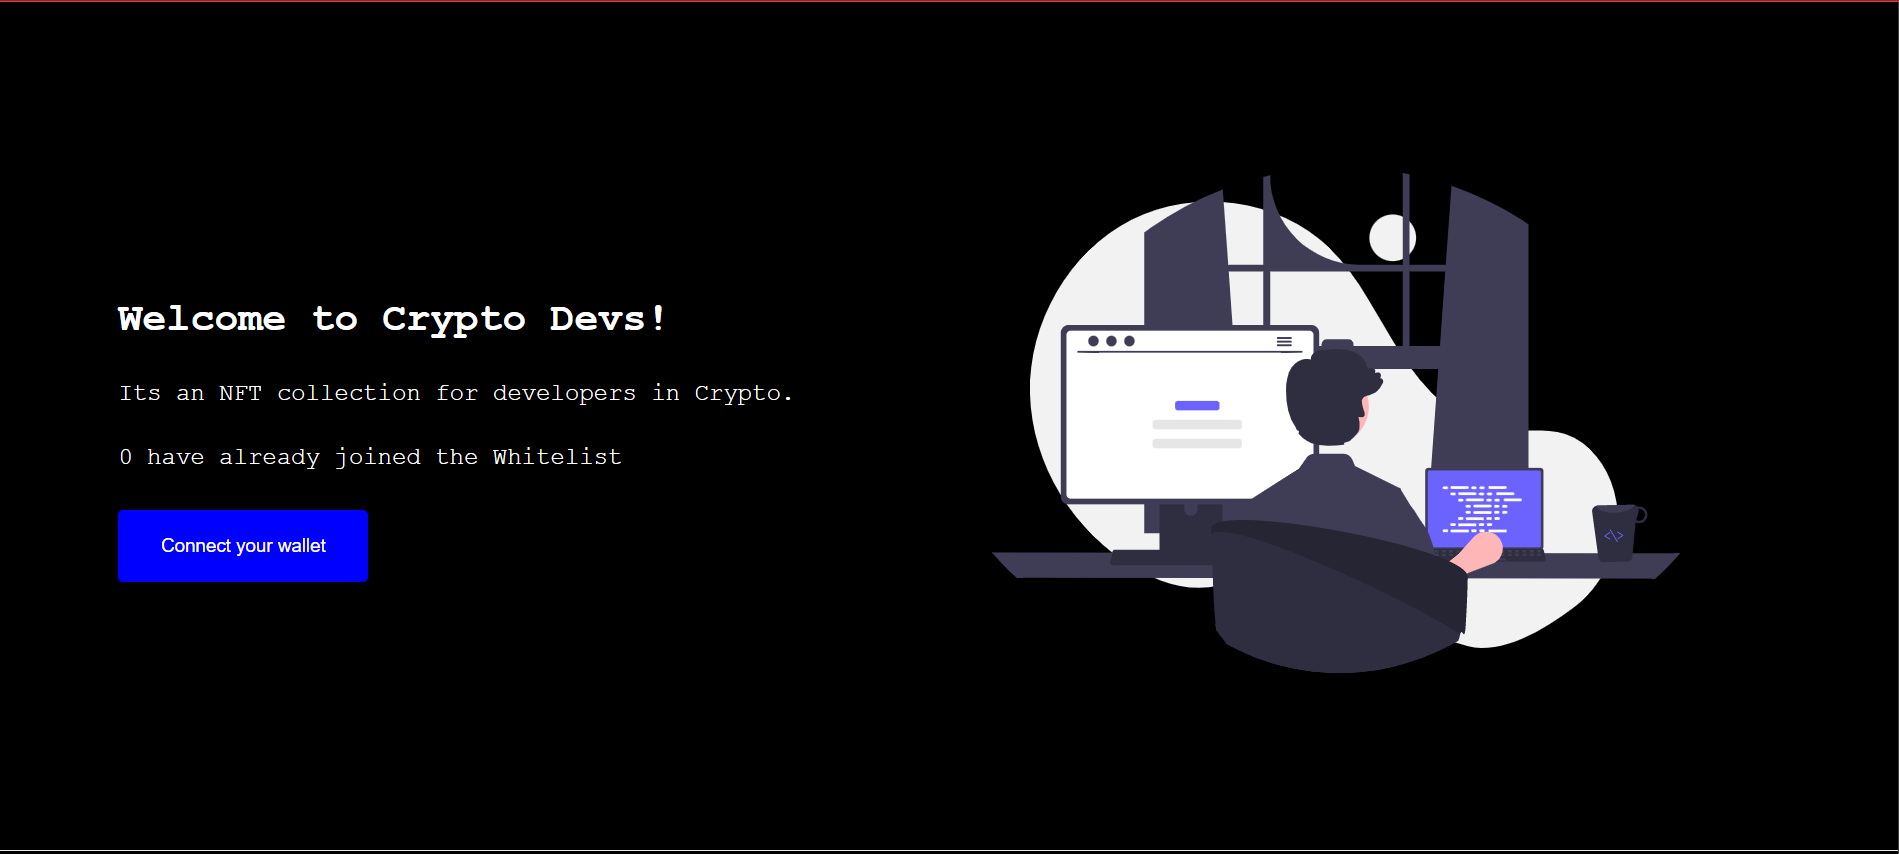 Welcome to Crypto Devs!
Its an NFT collection for developers in Crypto.
0 have already joined the Whitelist
Connect your wallet
</>